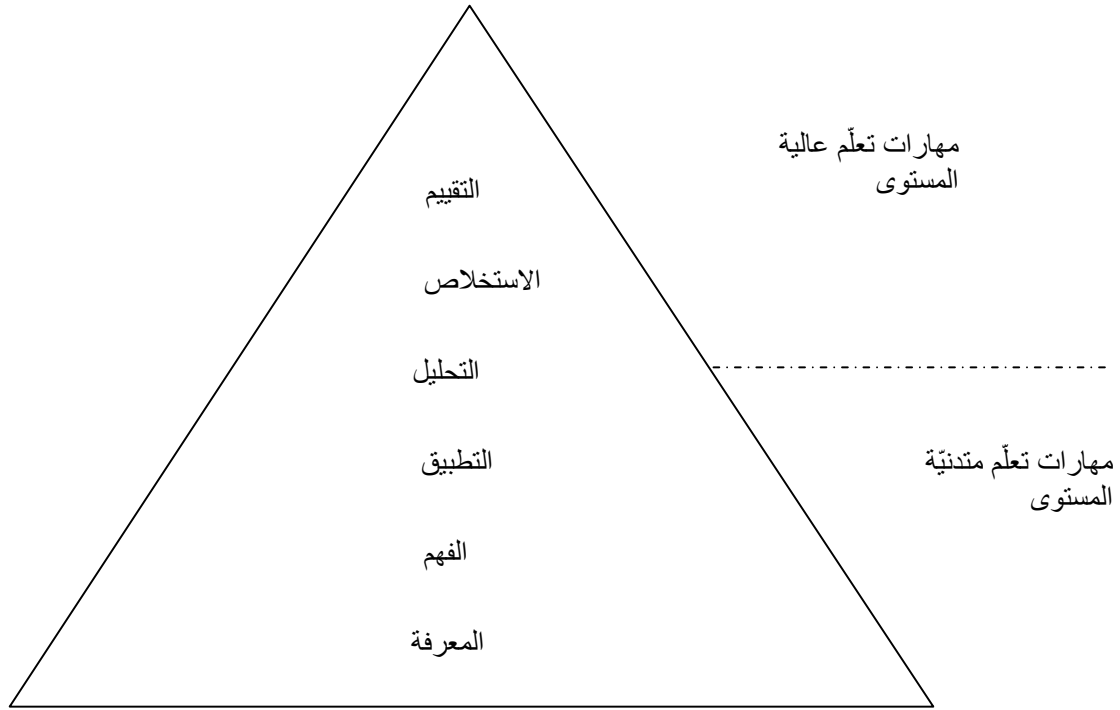 مهارات تعلّم عالية
المستوى
التقييم
الاستخلاص
التحليل
التطبيق
مهارات تعلّم متدنيّة
المستوى
الفهم
المعرفة